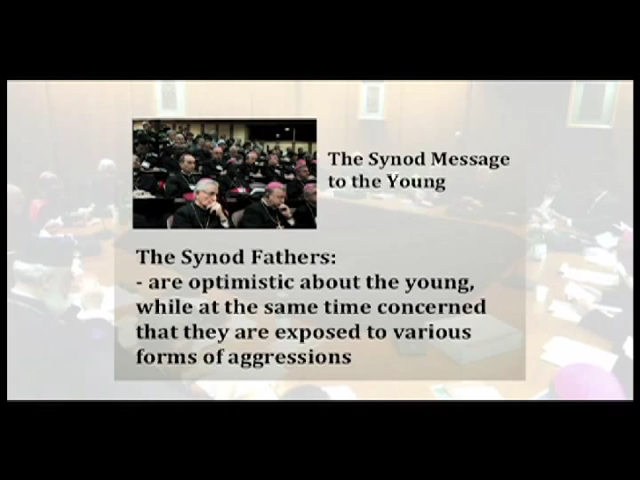 The Synod Message
to the Young
The Synod Fathers:
- are optimistic about the young,
while at the same time concerned
that they are exposed to various
forms of aggressions